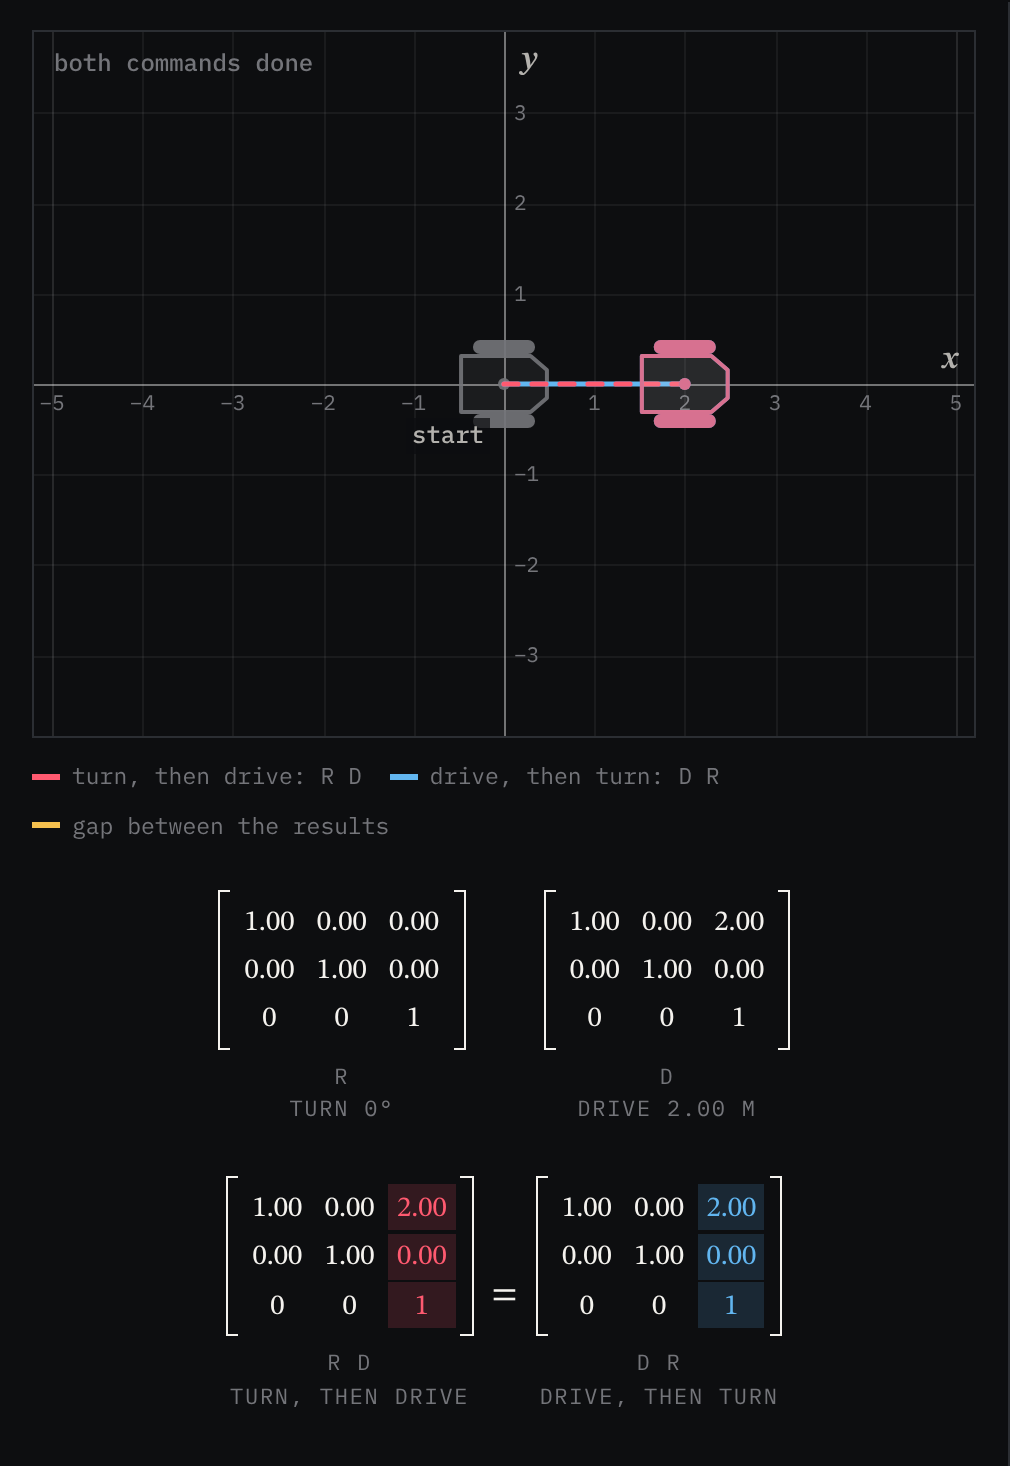 both commands done
y
3
2
1
x
−5 −4 −3 −2 −1 1 2 3 4 5
start
−1
−2
−3
turn, then drive: R D drive, then turn: D R
gap between the results
1.00 0.00 0.00 1.00 0.00 2.00
0.00 1.00 0.00 0.00 1.00 0.00
0 0 1 0 0 1
R D
TURN 0° DRIVE 2.00 M
1.00 0.00 2.00 1.00 0.00 2.00
0.00 1.00 0.00 0.00 1.00 0.00
=
0 0 1 0 0 1
R D D R
TURN, THEN DRIVE DRIVE, THEN TURN